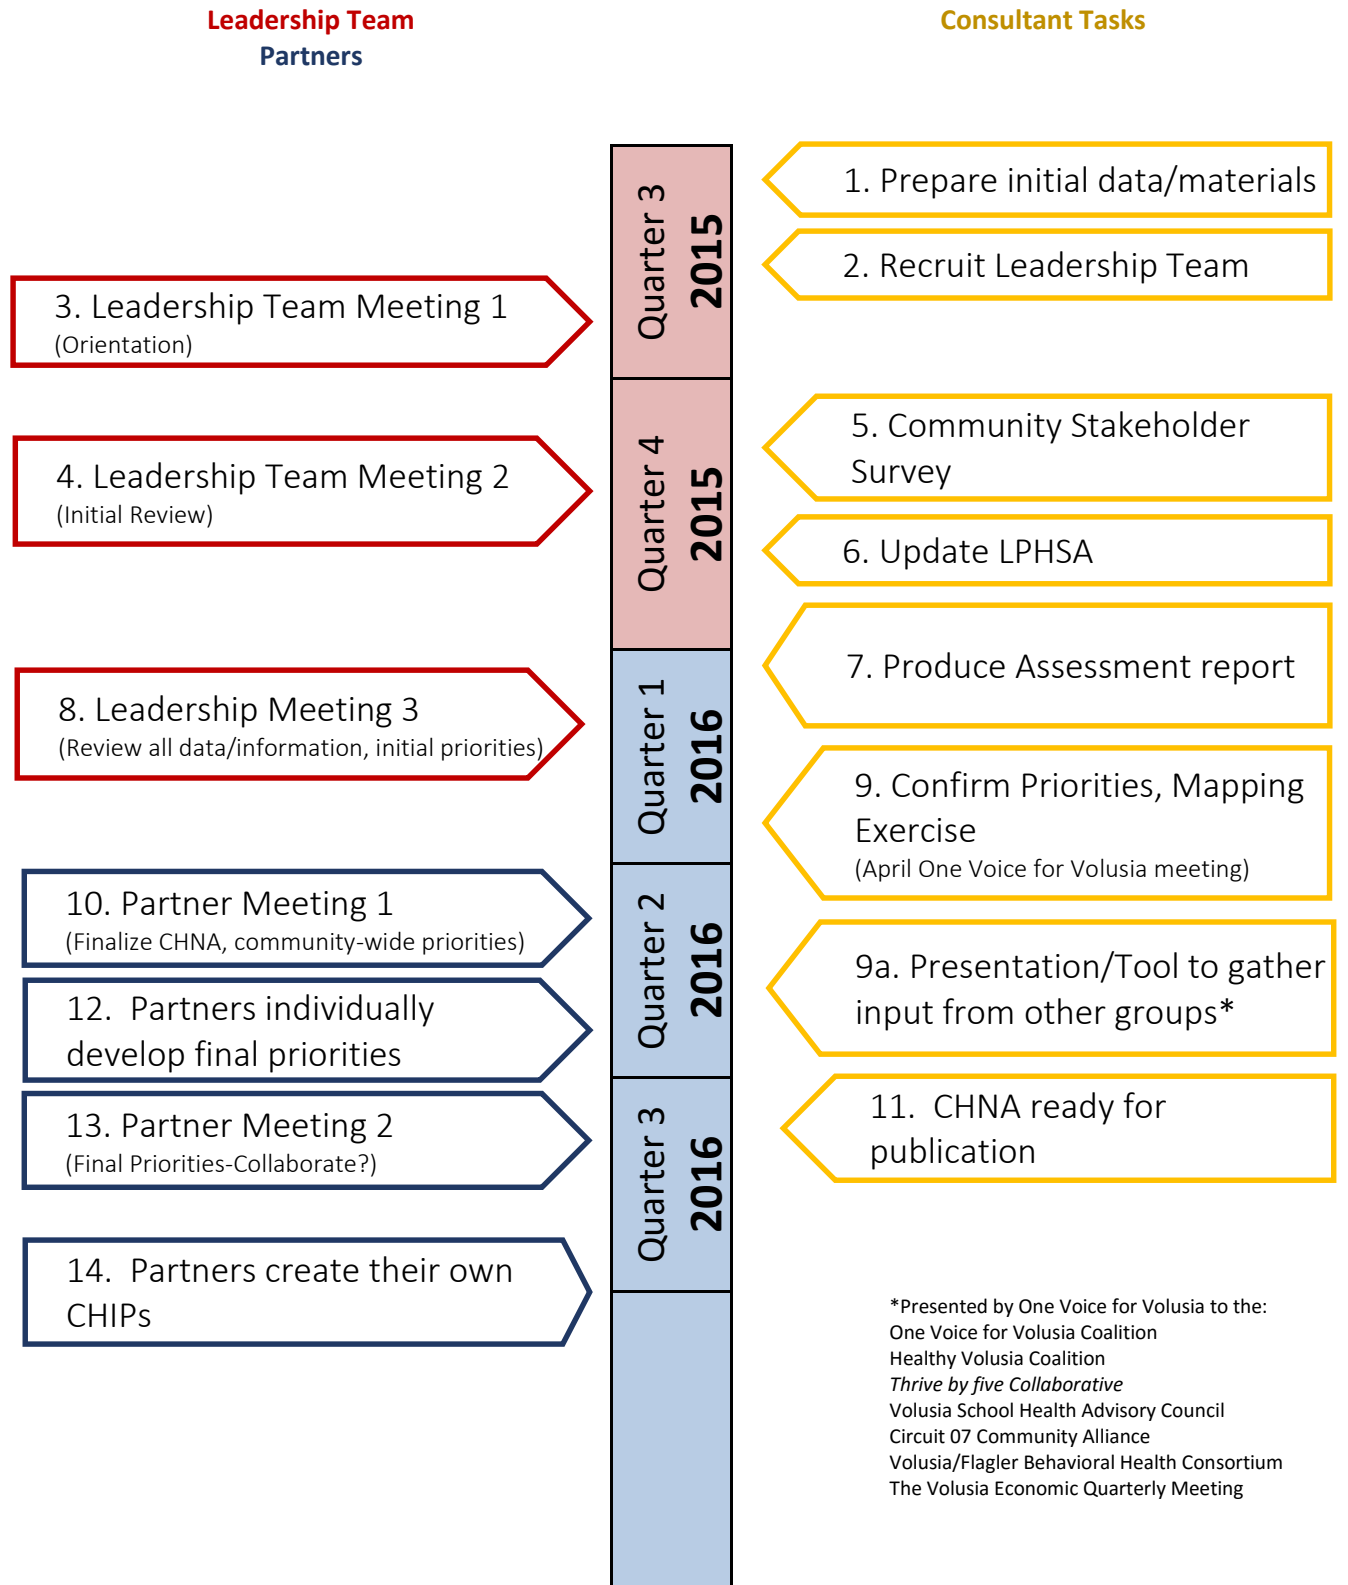 Leadership Team
Partners
Consultant Tasks
Quarter 3
2015
1. Prepare initial data/materials
2. Recruit Leadership Team
3. Leadership Team Meeting 1
(Orientation)
Quarter 4
2015
4. Leadership Team Meeting 2
(Initial Review)
5. Community Stakeholder
Survey
6. Update LPHSA
7. Produce Assessment report
Quarter 1
2016
8. Leadership Meeting 3
(Review all data/information, initial priorities)
9. Confirm Priorities, Mapping
Exercise
(April One Voice for Volusia meeting)
Quarter 2
2016
10. Partner Meeting 1
(Finalize CHNA, community-wide priorities)
9a. Presentation/Tool to gather
input from other groups*
12.  Partners individually
develop final priorities
Quarter 3
2016
13. Partner Meeting 2
(Final Priorities-Collaborate?)
11.  CHNA ready for
publication
14.  Partners create their own
CHIPs
*Presented by One Voice for Volusia to the:
One Voice for Volusia Coalition
Healthy Volusia Coalition
Thrive by five Collaborative
Volusia School Health Advisory Council
Circuit 07 Community Alliance
Volusia/Flagler Behavioral Health Consortium
The Volusia Economic Quarterly Meeting